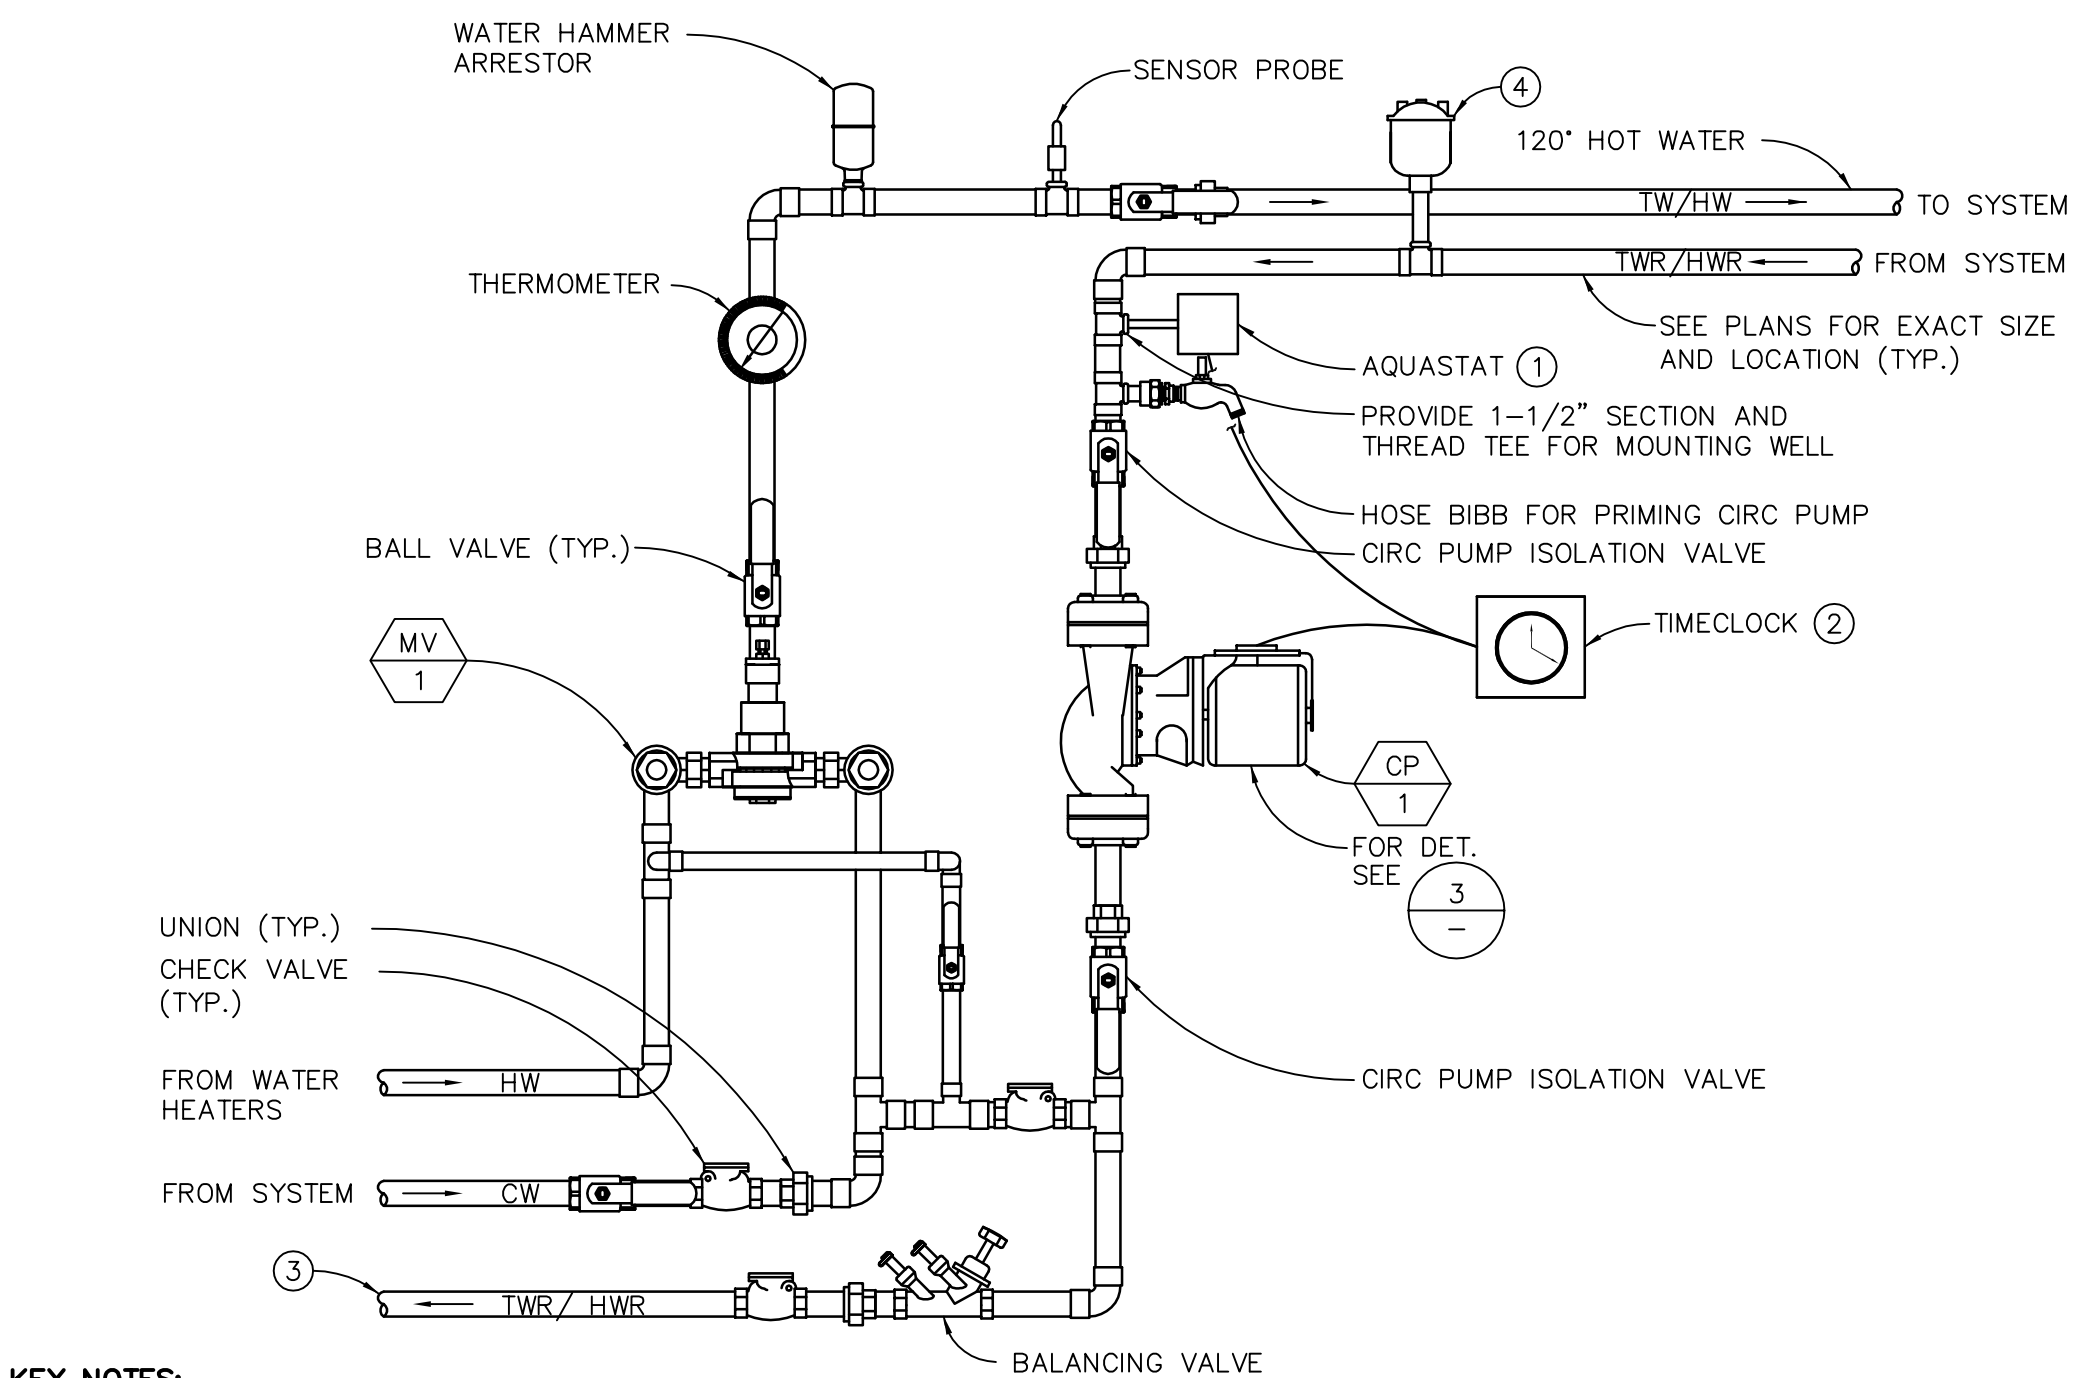 WATER HAMMER
ARRESTOR
SENSOR PROBE
4
120° HOT WATER
TW/HW
TO SYSTEM
TWR/HWR
FROM SYSTEM
THERMOMETER
SEE PLANS FOR EXACT SIZE
AND LOCATION (TYP.)
AQUASTAT 1
PROVIDE 1-1/2" SECTION AND
THREAD TEE FOR MOUNTING WELL
HOSE BIBB FOR PRIMING CIRC PUMP
BALL VALVE (TYP.)
CIRC PUMP ISOLATION VALVE
TIMECLOCK 2
MV
1
CP
1
FOR DET.
SEE
3
-
UNION (TYP.)
CHECK VALVE
(TYP.)
FROM WATER
HEATERS
HW
CIRC PUMP ISOLATION VALVE
FROM SYSTEM
CW
3
TWR/ HWR
BALANCING VALVE
KEY NOTES: